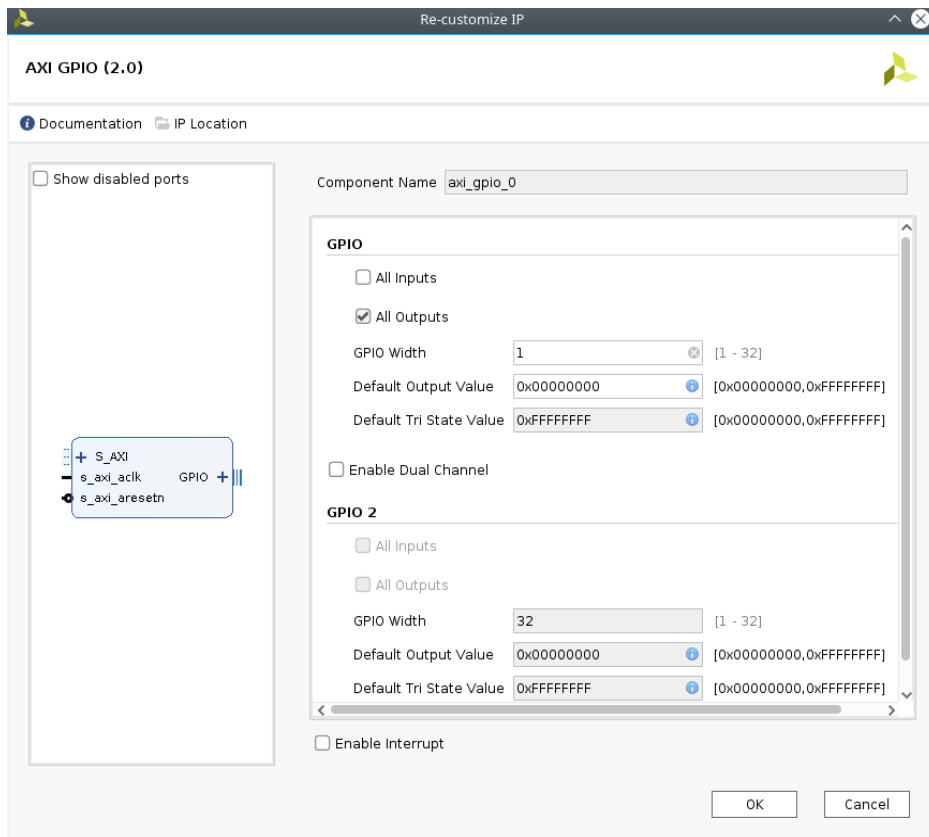 Re-customize IP
AXI GPIO (2.0)
Documentation IP Location
Show disabled ports
S_AXI
s_axi_aclk GPIO
s_axi_aresetn
Component Name axi_gpio_0
GPIO
All Inputs
All Outputs
GPIO Width 1 [1 - 32]
Default Output Value 0x00000000 [0x00000000,0xFFFFFFFF]
Default Tri State Value 0xFFFFFFFF [0x00000000,0xFFFFFFFF]
Enable Dual Channel
GPIO 2
All Inputs
All Outputs
GPIO Width 32 [1 - 32]
Default Output Value 0x00000000 [0x00000000,0xFFFFFFFF]
Default Tri State Value 0xFFFFFFFF [0x00000000,0xFFFFFFFF]
Enable Interrupt
OK Cancel